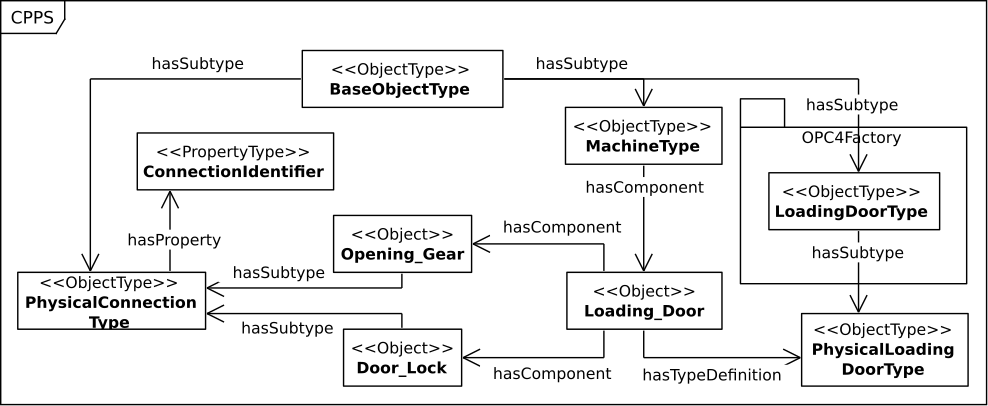 CPPS
hasSubtype
<<ObjectType>>
BaseObjectType
hasSubtype
hasSubtype
<<ObjectType>>
MachineType
OPC4Factory
<<PropertyType>>
ConnectionIdentifier
hasComponent
<<ObjectType>>
LoadingDoorType
hasProperty
<<Object>>
Opening_Gear
hasComponent
hasSubtype
hasSubtype
<<ObjectType>>
PhysicalConnection
Type
<<Object>>
Loading_Door
hasSubtype
<<Object>>
Door_Lock
hasComponent
hasTypeDefinition
<<ObjectType>>
PhysicalLoading
DoorType